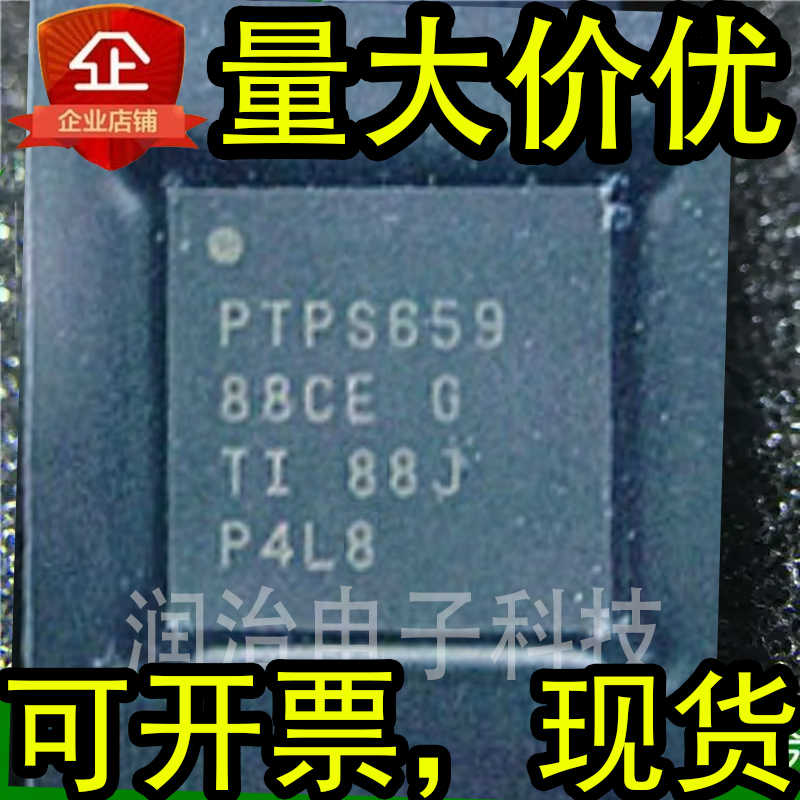 企
企业店铺
量大价优
PTPS659
88CE G
TI 88J
P4L8
润治电子科技
可开票，现货